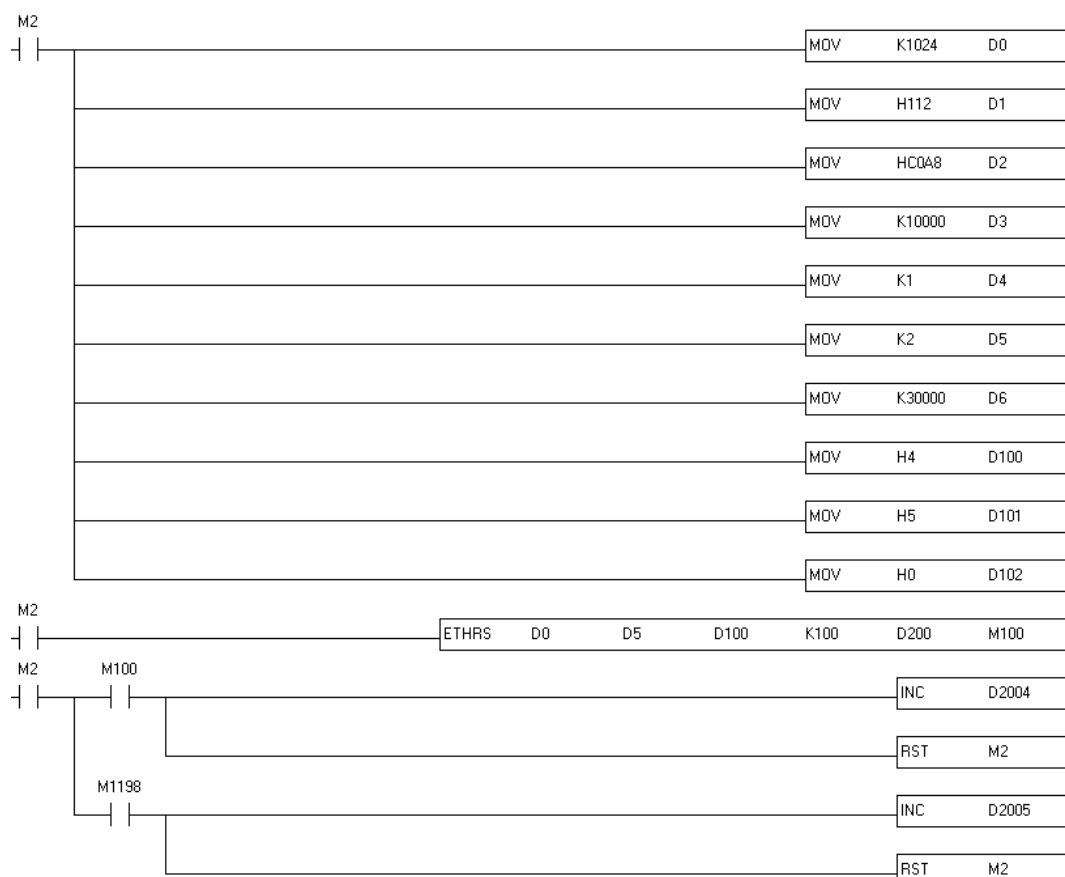 M2
MOV K1024 D0
MOV H112 D1
MOV HC0A8 D2
MOV K10000 D3
MOV K1 D4
MOV K2 D5
MOV K30000 D6
MOV H4 D100
MOV H5 D101
MOV H0 D102
M2
ETHRS D0 D5 D100 K100 D200 M100
M2 M100
INC D2004
RST M2
M1198
INC D2005
RST M2